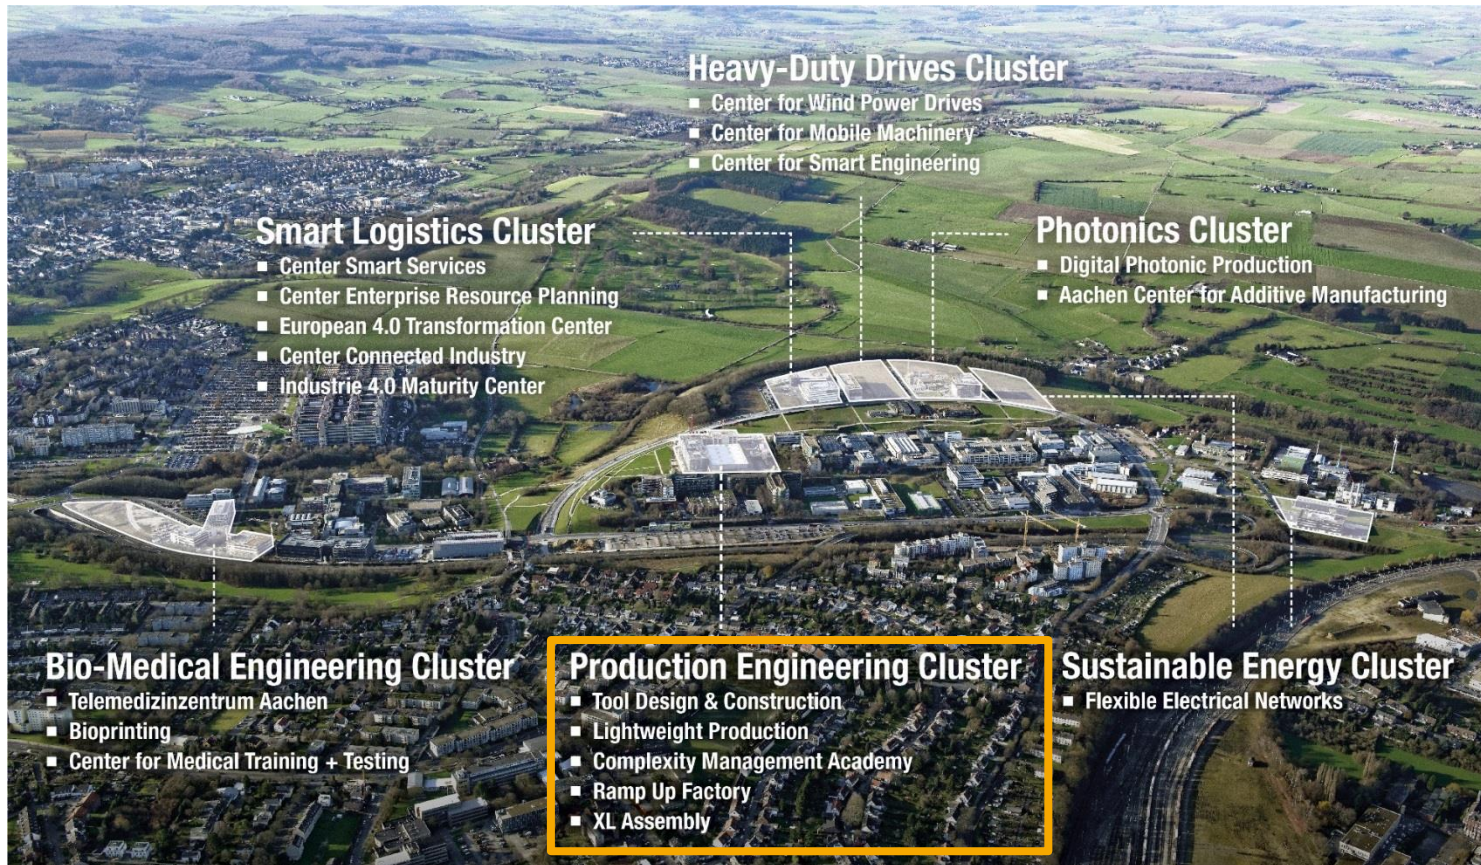 Heavy-Duty Drives Cluster
■ Center for Wind Power Drives
■ Center for Mobile Machinery
■ Center for Smart Engineering
Smart Logistics Cluster
■ Center Smart Services
■ Center Enterprise Resource Planning
■ European 4.0 Transformation Center
■ Center Connected Industry
■ Industrie 4.0 Maturity Center
Photonics Cluster
■ Digital Photonic Production
■ Aachen Center for Additive Manufacturing
Bio-Medical Engineering Cluster
■ Telemedizinzentrum Aachen
■ Bioprinting
■ Center for Medical Training + Testing
Production Engineering Cluster
■ Tool Design & Construction
■ Lightweight Production
■ Complexity Management Academy
■ Ramp Up Factory
■ XL Assembly
Sustainable Energy Cluster
■ Flexible Electrical Networks